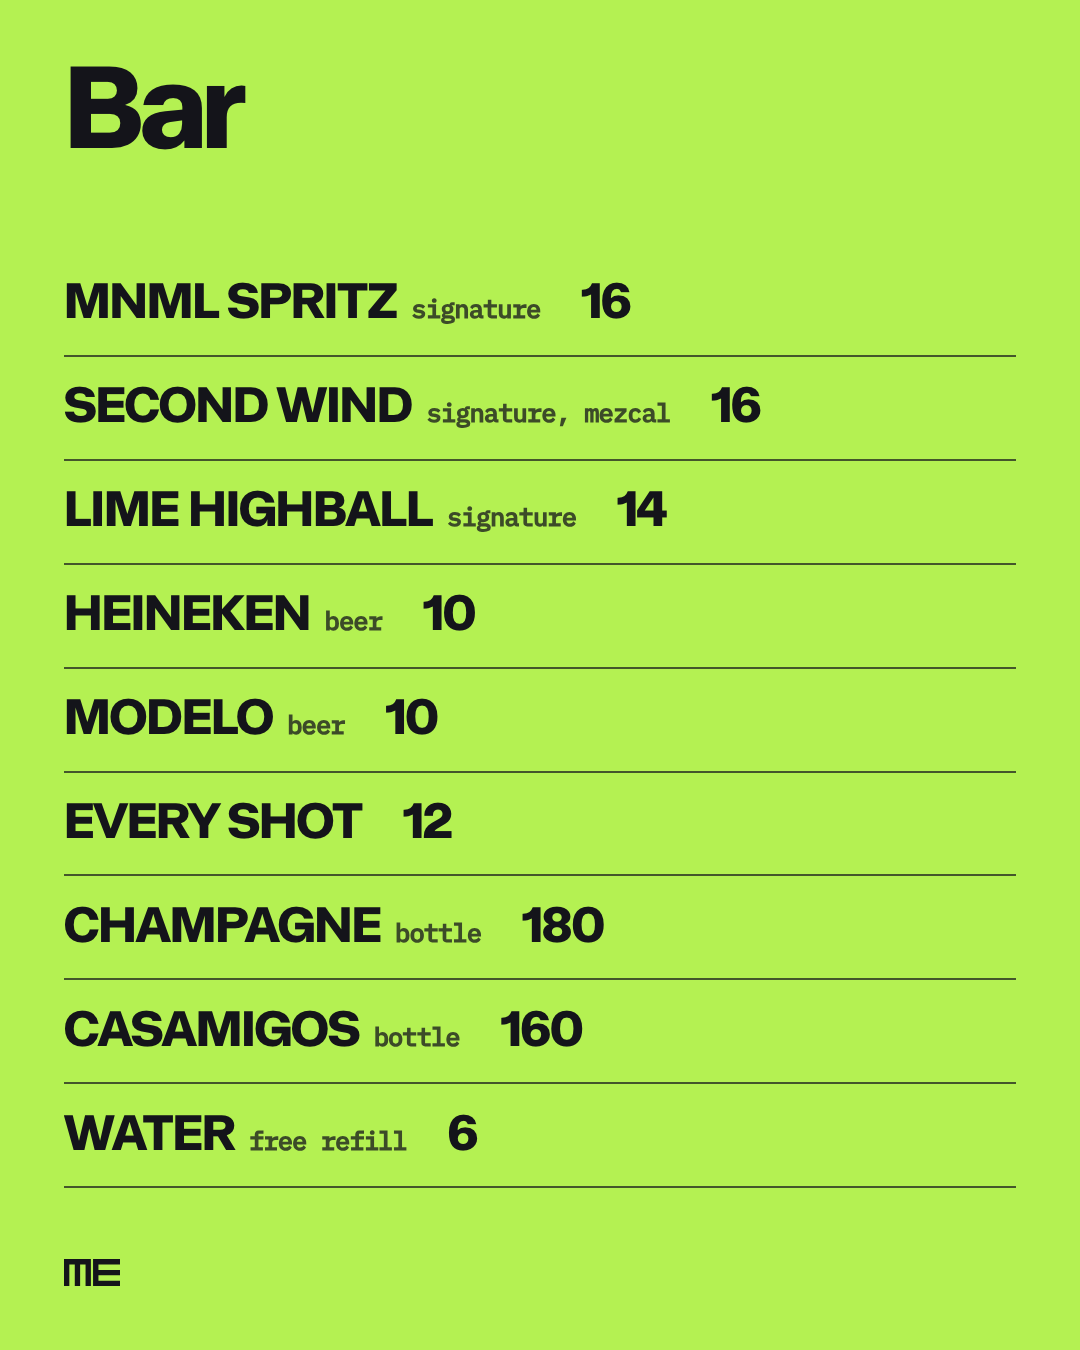 Bar
MNML SPRITZ signature 16
SECOND WIND signature, mezcal 16
LIME HIGHBALL signature 14
HEINEKEN beer 10
MODELO beer 10
EVERY SHOT 12
CHAMPAGNE bottle 180
CASAMIGOS bottle 160
WATER free refill 6
ME